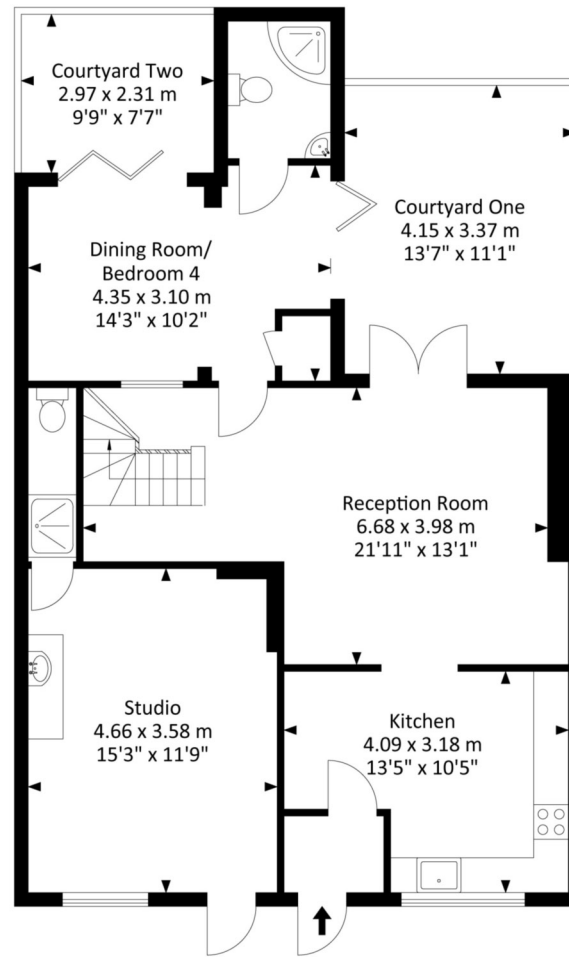 Courtyard Two
2.97 x 2.31 m
9'9" x 7'7"
Courtyard One
4.15 x 3.37 m
13'7" x 11'1"
Dining Room/
Bedroom 4
4.35 x 3.10 m
14'3" x 10'2"
Reception Room
6.68 x 3.98 m
21'11" x 13'1"
Studio
4.66 x 3.58 m
15'3" x 11'9"
Kitchen
4.09 x 3.18 m
13'5" x 10'5"